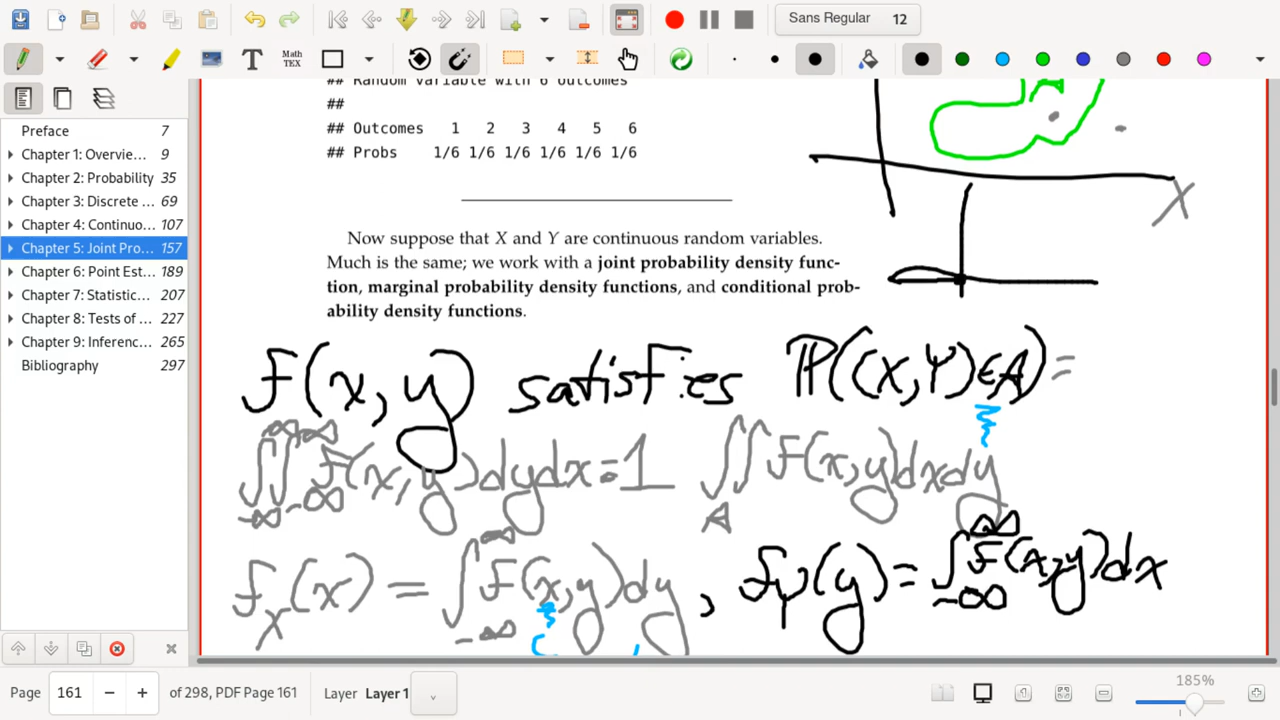 Sans Regular 12
T Math TEX
Preface 7
Chapter 1: Overvie... 9
Chapter 2: Probability 35
Chapter 3: Discrete ... 69
Chapter 4: Continuo... 107
Chapter 5: Joint Pro... 157
Chapter 6: Point Est... 189
Chapter 7: Statistic... 207
Chapter 8: Tests of ... 227
Chapter 9: Inferenc... 265
Bibliography 297
## Random variable with 6 outcomes
##
## Outcomes 1 2 3 4 5 6
## Probs 1/6 1/6 1/6 1/6 1/6 1/6
X
Now suppose that X and Y are continuous random variables.
Much is the same; we work with a joint probability density func-
tion, marginal probability density functions, and conditional prob-
ability density functions.
f(x, y) satisfies ℙ((X,Y)∈A) =
∫_{-∞}^{∞}∫_{-∞}^{∞} f(x,y)dydx=1 ∫∫_A f(x,y)dxdy
f_X(x) = ∫_{-∞}^{∞} f(x,y)dy , f_Y(y) = ∫_{-∞}^{∞} f(x,y)dx
Page 161 − + of 298, PDF Page 161 Layer Layer 1 185%